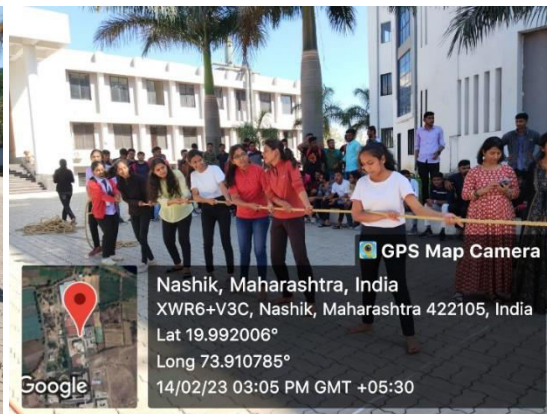 GPS Map Camera
Nashik, Maharashtra, India
XWR6+V3C, Nashik, Maharashtra 422105, India
Lat 19.992006°
Long 73.910785°
14/02/23 03:05 PM GMT +05:30
Google